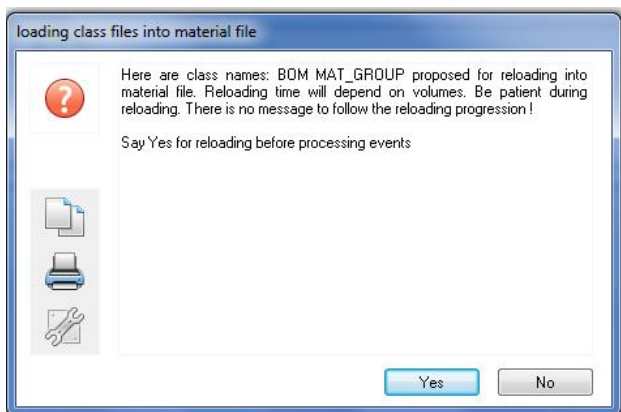 loading class files into material file
Here are class names: BOM MAT_GROUP proposed for reloading into
material file. Reloading time will depend on volumes. Be patient during
reloading. There is no message to follow the reloading progression !
Say Yes for reloading before processing events
Yes
No